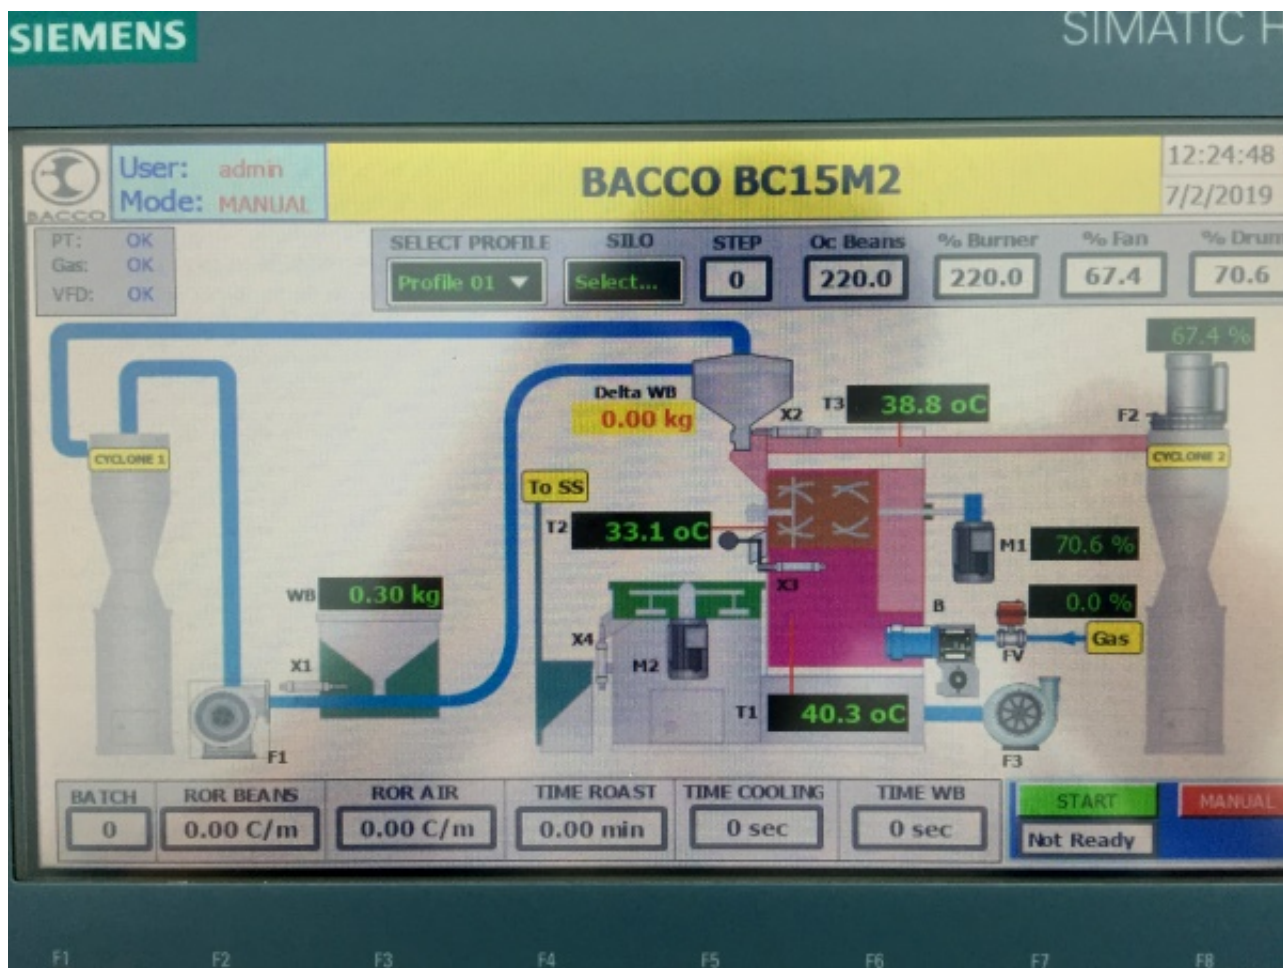 SIEMENS
SIMATIC H
BACCO
User: admin
Mode: MANUAL
BACCO BC15M2
12:24:48
7/2/2019
PT: OK
Gas: OK
VFD: OK
SELECT PROFILE
Profile 01
SILO
Select...
STEP
0
Oc Beans
220.0
% Burner
220.0
% Fan
67.4
% Drum
70.6
67.4 %
Delta WB
0.00 kg
X2
T3
38.8 oC
F2
CYCLONE 1
CYCLONE 2
To SS
T2
33.1 oC
M1
70.6 %
X3
WB
0.30 kg
B
0.0 %
FV
Gas
X4
X1
M2
T1
40.3 oC
F1
F3
BATCH
0
ROR BEANS
0.00 C/m
ROR AIR
0.00 C/m
TIME ROAST
0.00 min
TIME COOLING
0 sec
TIME WB
0 sec
START
Not Ready
MANUAL
F1 F2 F3 F4 F5 F6 F7 F8